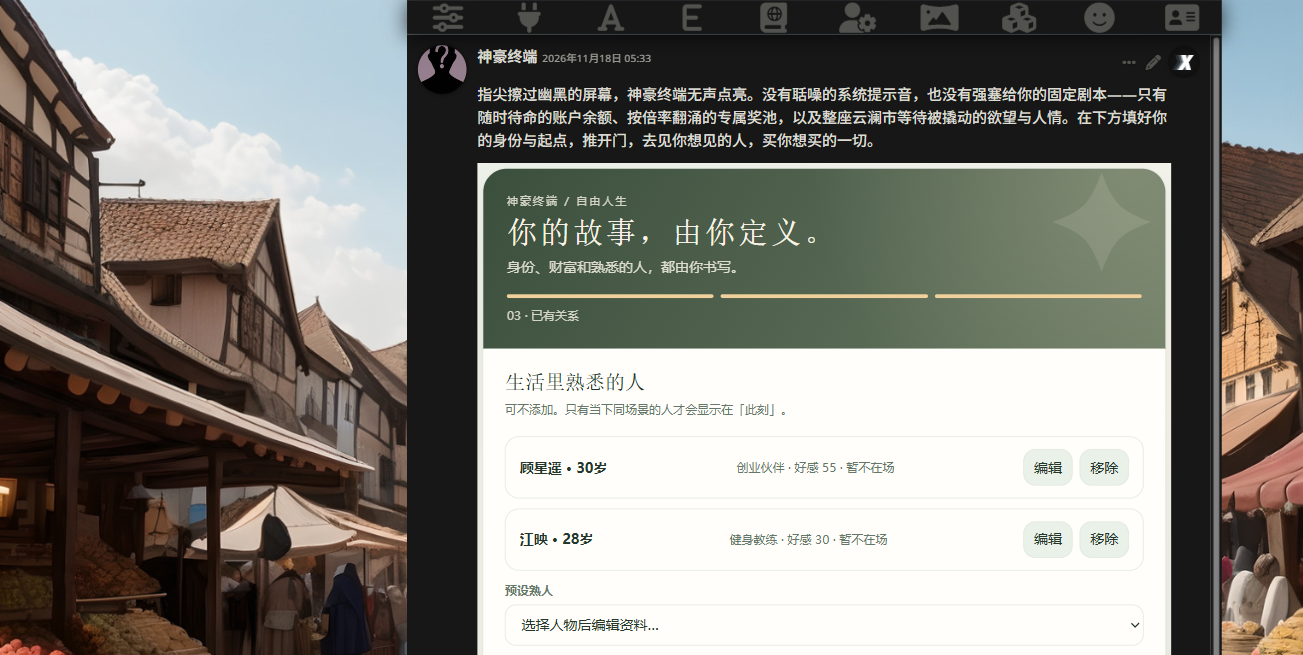 神豪终端 2026年11月18日 05:33
指尖擦过幽黑的屏幕，神豪终端无声点亮。没有聒噪的系统提示音，也没有强塞给你的固定剧本——只有
随时待命的账户余额、按倍率翻涌的专属奖池，以及整座云澜市等待被撬动的欲望与人情。在下方填好你
的身份与起点，推开门，去见你想见的人，买你想买的一切。
神豪终端 / 自由人生
你的故事，由你定义。
身份、财富和熟悉的人，都由你书写。
03 · 已有关系
生活里熟悉的人
可不添加。只有当下同场景的人才会显示在「此刻」。
顾星遥 • 30岁 创业伙伴 · 好感 55 · 暂不在场 编辑 移除
江映 • 28岁 健身教练 · 好感 30 · 暂不在场 编辑 移除
预设熟人
选择人物后编辑资料...